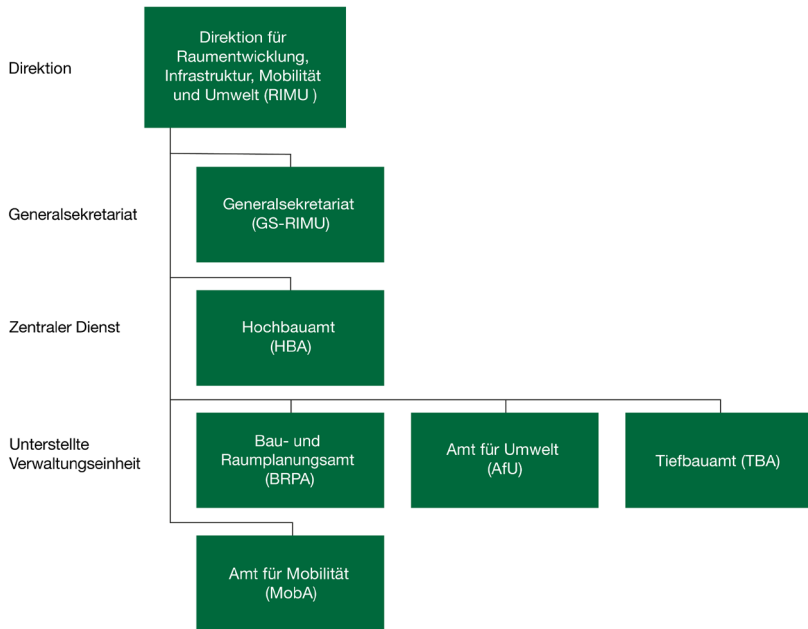 Direktion
Direktion für
Raumentwicklung,
Infrastruktur, Mobilität
und Umwelt (RIMU )
Generalsekretariat
Generalsekretariat
(GS-RIMU)
Zentraler Dienst
Hochbauamt
(HBA)
Unterstellte
Verwaltungseinheit
Bau- und
Raumplanungsamt
(BRPA)
Amt für Umwelt
(AfU)
Tiefbauamt (TBA)
Amt für Mobilität
(MobA)